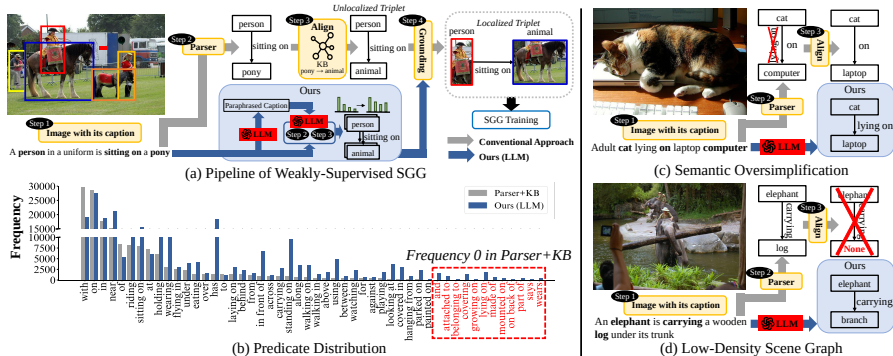 Unlocalized Triplet
Localized Triplet
Step 2
Parser
person
sitting on
pony
Step 3
Align
KB
pony → animal
person
sitting on
animal
Step 4
Grounding
person
sitting on
animal
SGG Training
Ours
Paraphrased Caption
LLM
LLM
Step 2
Step 3
person
sitting on
animal
Step 1
Image with its caption
A person in a uniform is sitting on a pony
Conventional Approach
Ours (LLM)
(a) Pipeline of Weakly-Supervised SGG
Frequency
30000
25000
20000
15000
10000
10000
7500
5000
2500
0
Parser+KB
Ours (LLM)
Frequency 0 in Parser+KB
with
on
in
near
of
riding
sitting on
at
holding
wearing
flying in
under
eating
over
has
to
laying on
behind
from
in front of
across
carrying
standing on
along
walking on
walking in
above
using
between
watching
for
against
playing
looking at
covered in
hanging from
parked on
painted on
and
attached to
belonging to
covering
growing on
lying on
made of
mounted on
on back of
part of
says
wears
(b) Predicate Distribution
cat
lying on
on
computer
Step 3
Align
cat
on
laptop
Step 2
Parser
Step 1
Image with its caption
Adult cat lying on laptop computer
LLM
Ours
cat
lying on
laptop
(c) Semantic Oversimplification
elephant
carrying
log
Step 3
Align
elephant
carrying
None
Step 2
Parser
Step 1
Image with its caption
An elephant is carrying a wooden
log under its trunk
LLM
Ours
elephant
carrying
branch
(d) Low-Density Scene Graph